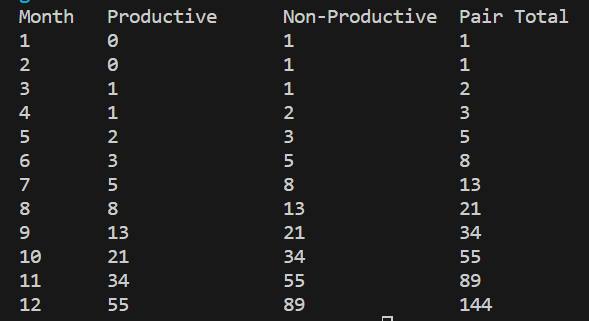 Month Productive Non-Productive Pair Total
1 0 1 1
2 0 1 1
3 1 1 2
4 1 2 3
5 2 3 5
6 3 5 8
7 5 8 13
8 8 13 21
9 13 21 34
10 21 34 55
11 34 55 89
12 55 89 144